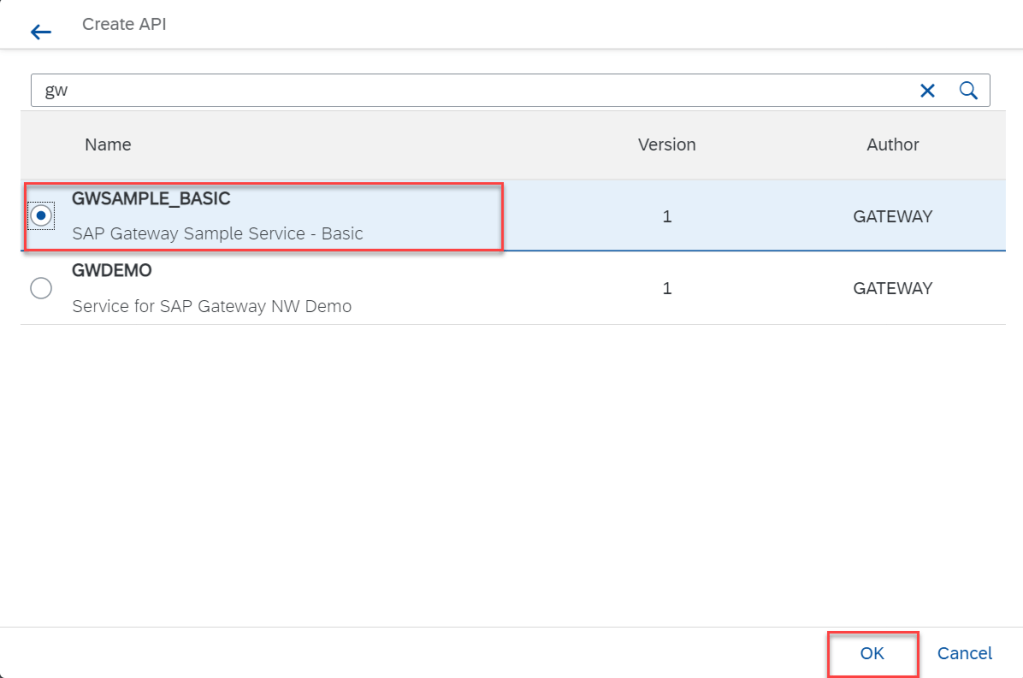 Create API
gw
Name Version Author
GWSAMPLE_BASIC
SAP Gateway Sample Service - Basic
1 GATEWAY
GWDEMO
Service for SAP Gateway NW Demo
1 GATEWAY
OK Cancel